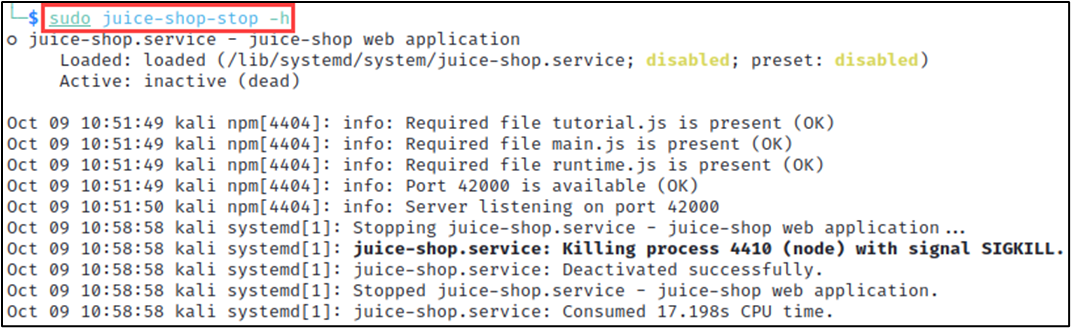 └─$ sudo juice-shop-stop -h
○ juice-shop.service - juice-shop web application
Loaded: loaded (/lib/systemd/system/juice-shop.service; disabled; preset: disabled)
Active: inactive (dead)
Oct 09 10:51:49 kali npm[4404]: info: Required file tutorial.js is present (OK)
Oct 09 10:51:49 kali npm[4404]: info: Required file main.js is present (OK)
Oct 09 10:51:49 kali npm[4404]: info: Required file runtime.js is present (OK)
Oct 09 10:51:49 kali npm[4404]: info: Port 42000 is available (OK)
Oct 09 10:51:50 kali npm[4404]: info: Server listening on port 42000
Oct 09 10:58:58 kali systemd[1]: Stopping juice-shop.service - juice-shop web application...
Oct 09 10:58:58 kali systemd[1]: juice-shop.service: Killing process 4410 (node) with signal SIGKILL.
Oct 09 10:58:58 kali systemd[1]: juice-shop.service: Deactivated successfully.
Oct 09 10:58:58 kali systemd[1]: Stopped juice-shop.service - juice-shop web application.
Oct 09 10:58:58 kali systemd[1]: juice-shop.service: Consumed 17.198s CPU time.